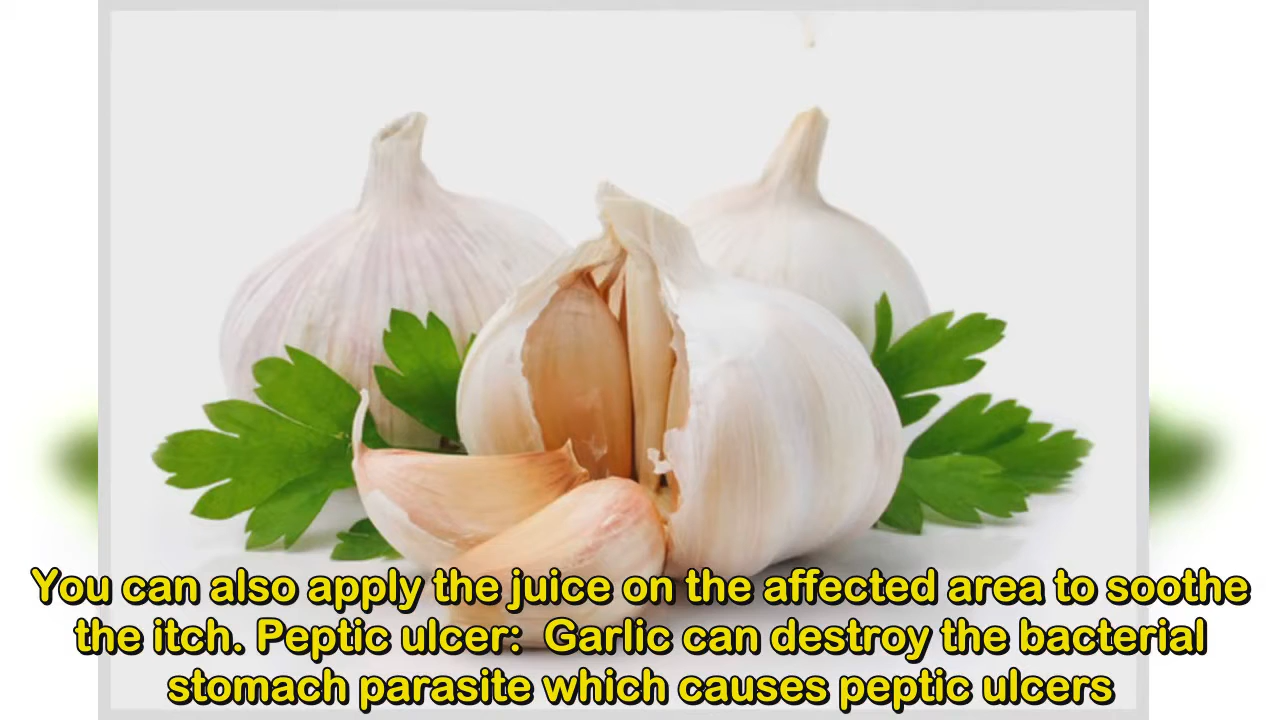 You can also apply the juice on the affected area to soothe
the itch. Peptic ulcer:  Garlic can destroy the bacterial
stomach parasite which causes peptic ulcers